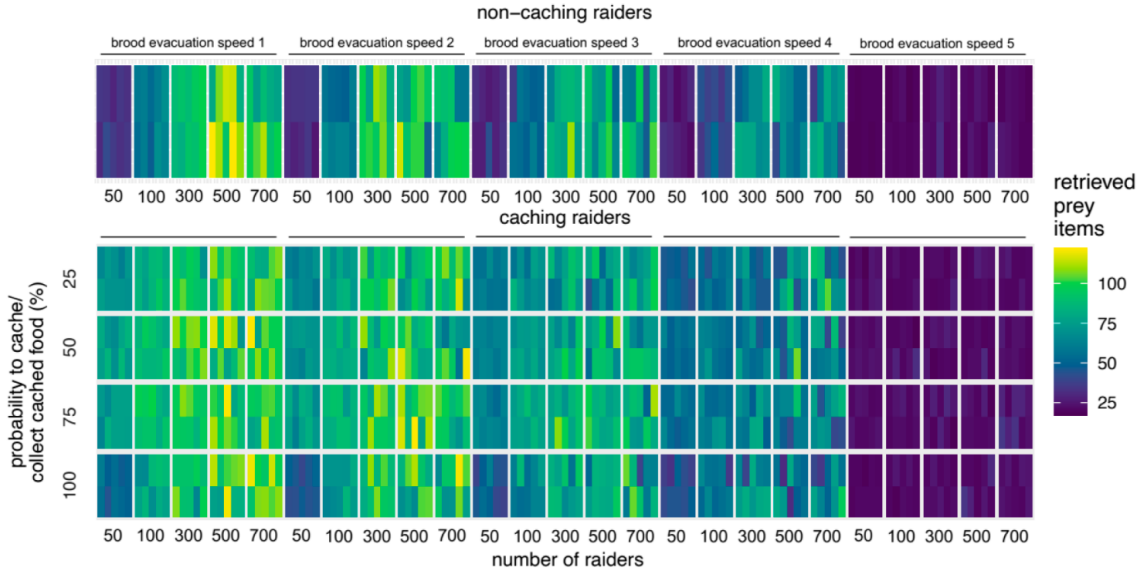 non-caching raiders
brood evacuation speed 1 brood evacuation speed 2 brood evacuation speed 3 brood evacuation speed 4 brood evacuation speed 5
50 100 300 500 700 50 100 300 500 700 50 100 300 500 700 50 100 300 500 700 50 100 300 500 700
caching raiders
probability to cache/
collect cached food (%)
25
50
75
100
50 100 300 500 700 50 100 300 500 700 50 100 300 500 700 50 100 300 500 700 50 100 300 500 700
number of raiders
retrieved
prey
items
100
75
50
25